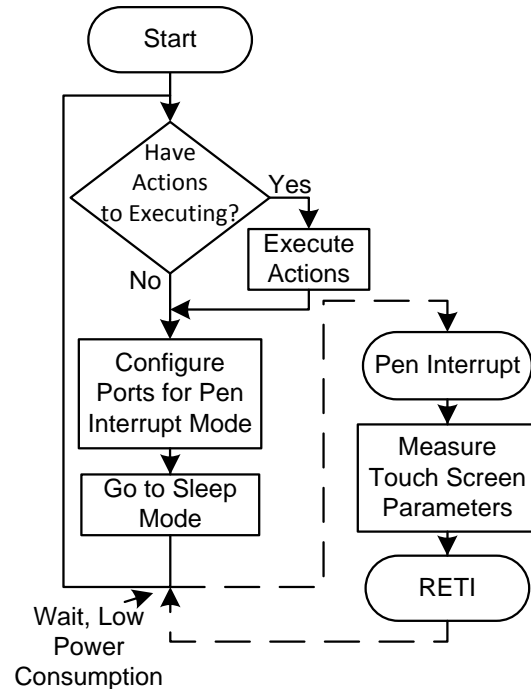 Start
Have
Actions
to Executing?
Yes
Execute
Actions
No
Configure
Ports for Pen
Interrupt Mode
Go to Sleep
Mode
Wait, Low
Power
Consumption
Pen Interrupt
Measure
Touch Screen
Parameters
RETI